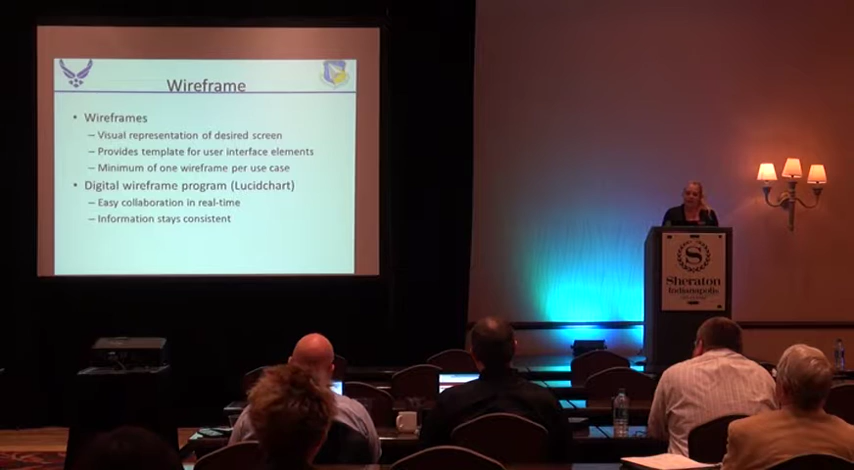 Wireframe
• Wireframes
– Visual representation of desired screen
– Provides template for user interface elements
– Minimum of one wireframe per use case
• Digital wireframe program (Lucidchart)
– Easy collaboration in real-time
– Information stays consistent
S
Sheraton
Indianapolis